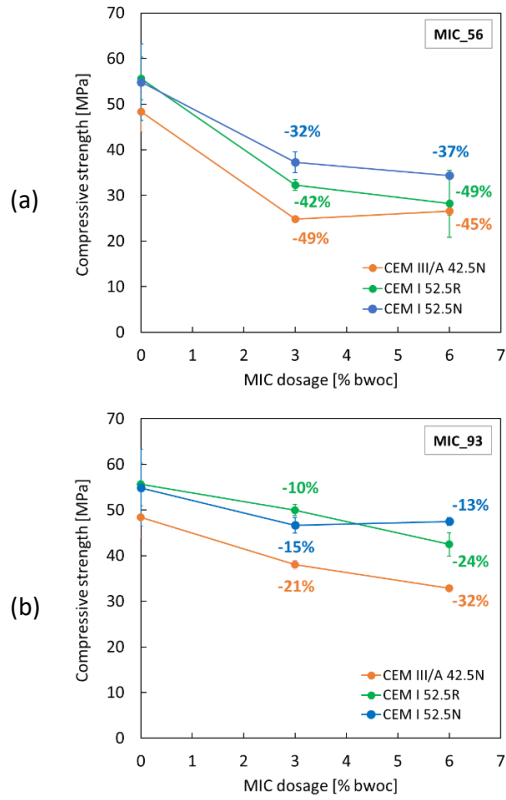 (a)
MIC_56
Compressive strength [MPa]
70
60
50
40
30
20
10
0
-32%
-37%
-42%
-49%
-49%
-45%
CEM III/A 42.5N
CEM I 52.5R
CEM I 52.5N
0 1 2 3 4 5 6 7
MIC dosage [% bwoc]
(b)
MIC_93
Compressive strength [MPa]
70
60
50
40
30
20
10
0
-10%
-13%
-15%
-24%
-21%
-32%
CEM III/A 42.5N
CEM I 52.5R
CEM I 52.5N
0 1 2 3 4 5 6 7
MIC dosage [% bwoc]